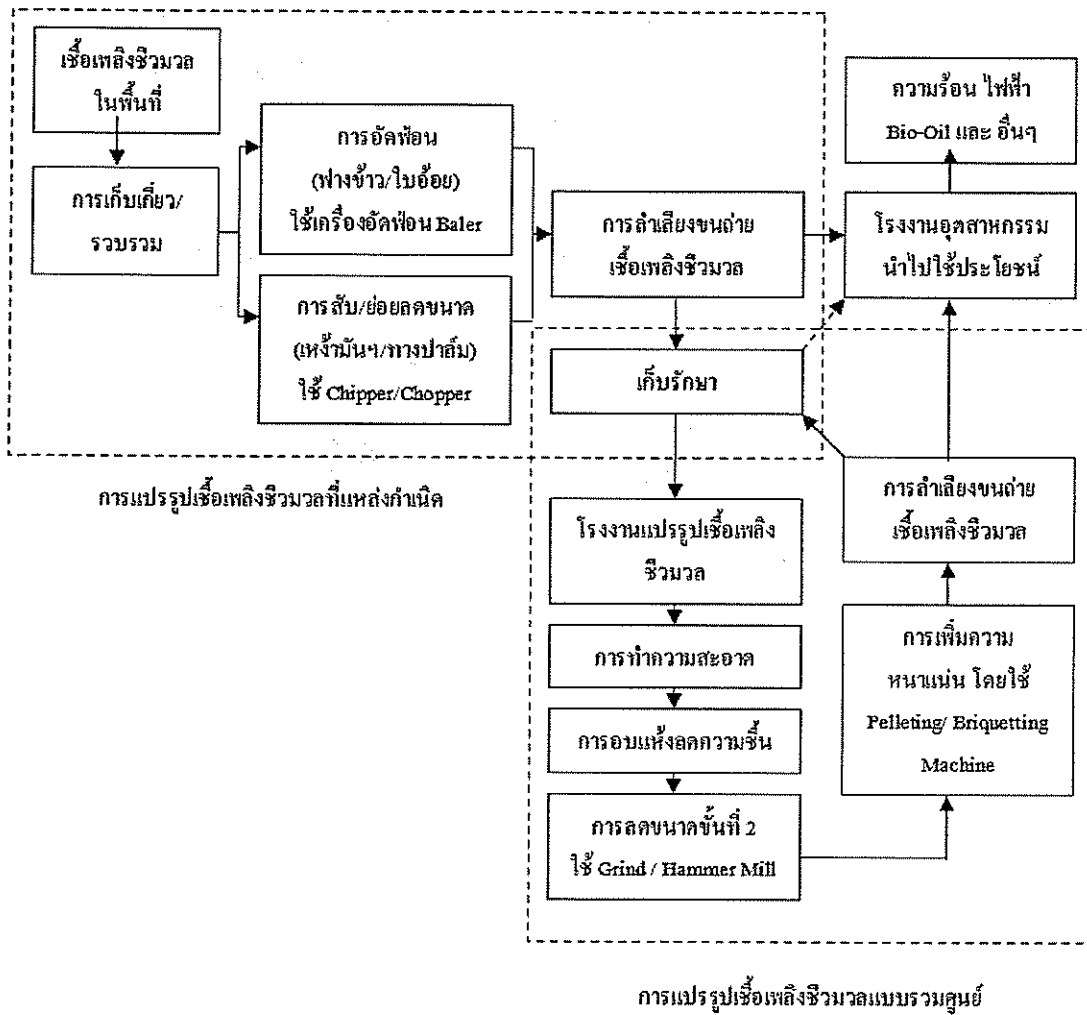 เชื้อเพลิงชีวมวล
ในพื้นที่
การเก็บเกี่ยว/
รวบรวม
การอัดฟ่อน
(ฟางข้าว/ใบอ้อย)
ใช้เครื่องอัดฟ่อน Baler
การสับ/ย่อยลดขนาด
(เหง้ามันฯ/ทางปาล์ม)
ใช้ Chipper/Chopper
การลำเลียงขนถ่าย
เชื้อเพลิงชีวมวล
ความร้อน ไฟฟ้า
Bio-Oil และ อื่นๆ
โรงงานอุตสาหกรรม
นำไปใช้ประโยชน์
เก็บรักษา
การแปรรูปเชื้อเพลิงชีวมวลที่แหล่งกำเนิด
โรงงานแปรรูปเชื้อเพลิง
ชีวมวล
การทำความสะอาด
การอบแห้งลดความชื้น
การลดขนาดขั้นที่ 2
ใช้ Grind / Hammer Mill
การลำเลียงขนถ่าย
เชื้อเพลิงชีวมวล
การเพิ่มความ
หนาแน่น โดยใช้
Pelleting/ Briquetting
Machine
การแปรรูปเชื้อเพลิงชีวมวลแบบรวมศูนย์